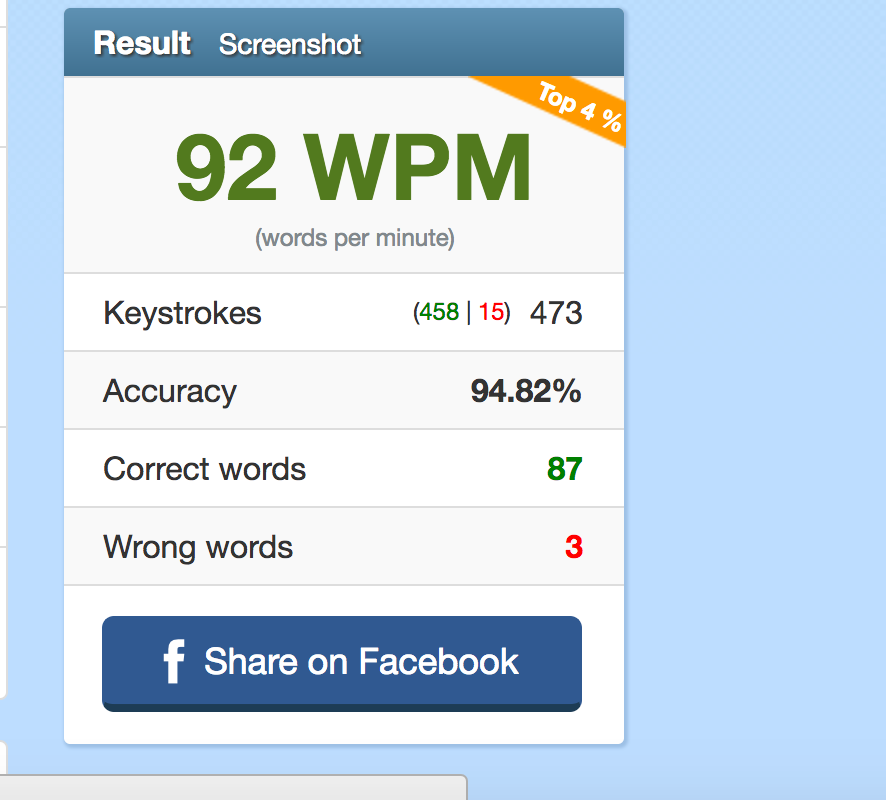 Result Screenshot
Top 4 %
92 WPM
(words per minute)
Keystrokes (458 | 15) 473
Accuracy 94.82%
Correct words 87
Wrong words 3
f Share on Facebook